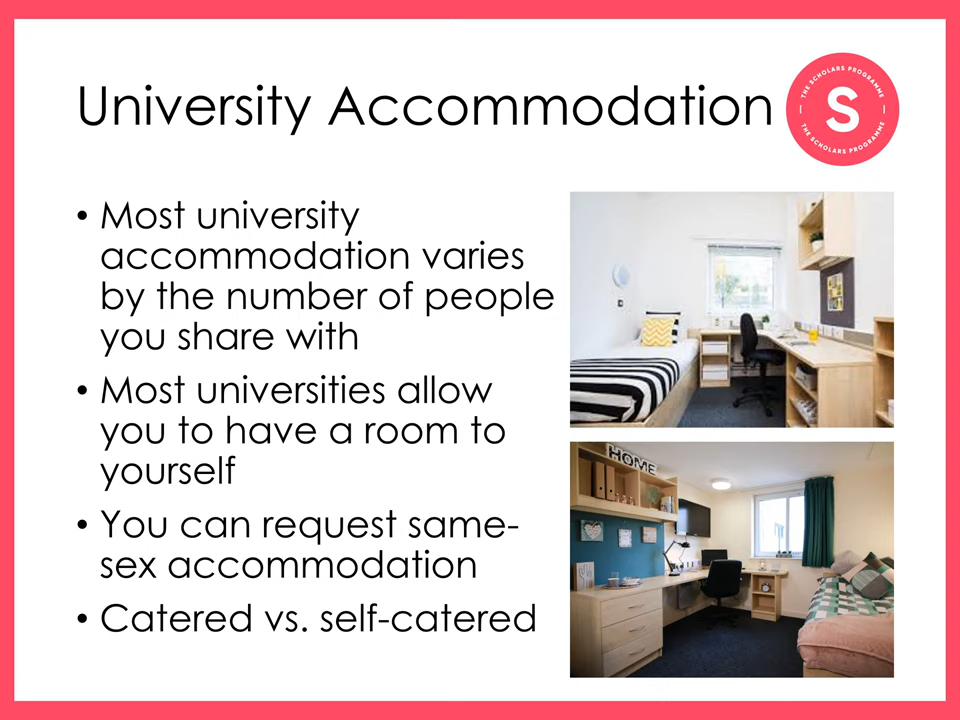 University Accommodation
THE SCHOLARS PROGRAMME
S
THE SCHOLARS PROGRAMME
• Most university
accommodation varies
by the number of people
you share with
• Most universities allow
you to have a room to
yourself
• You can request same-
sex accommodation
• Catered vs. self-catered
HOME